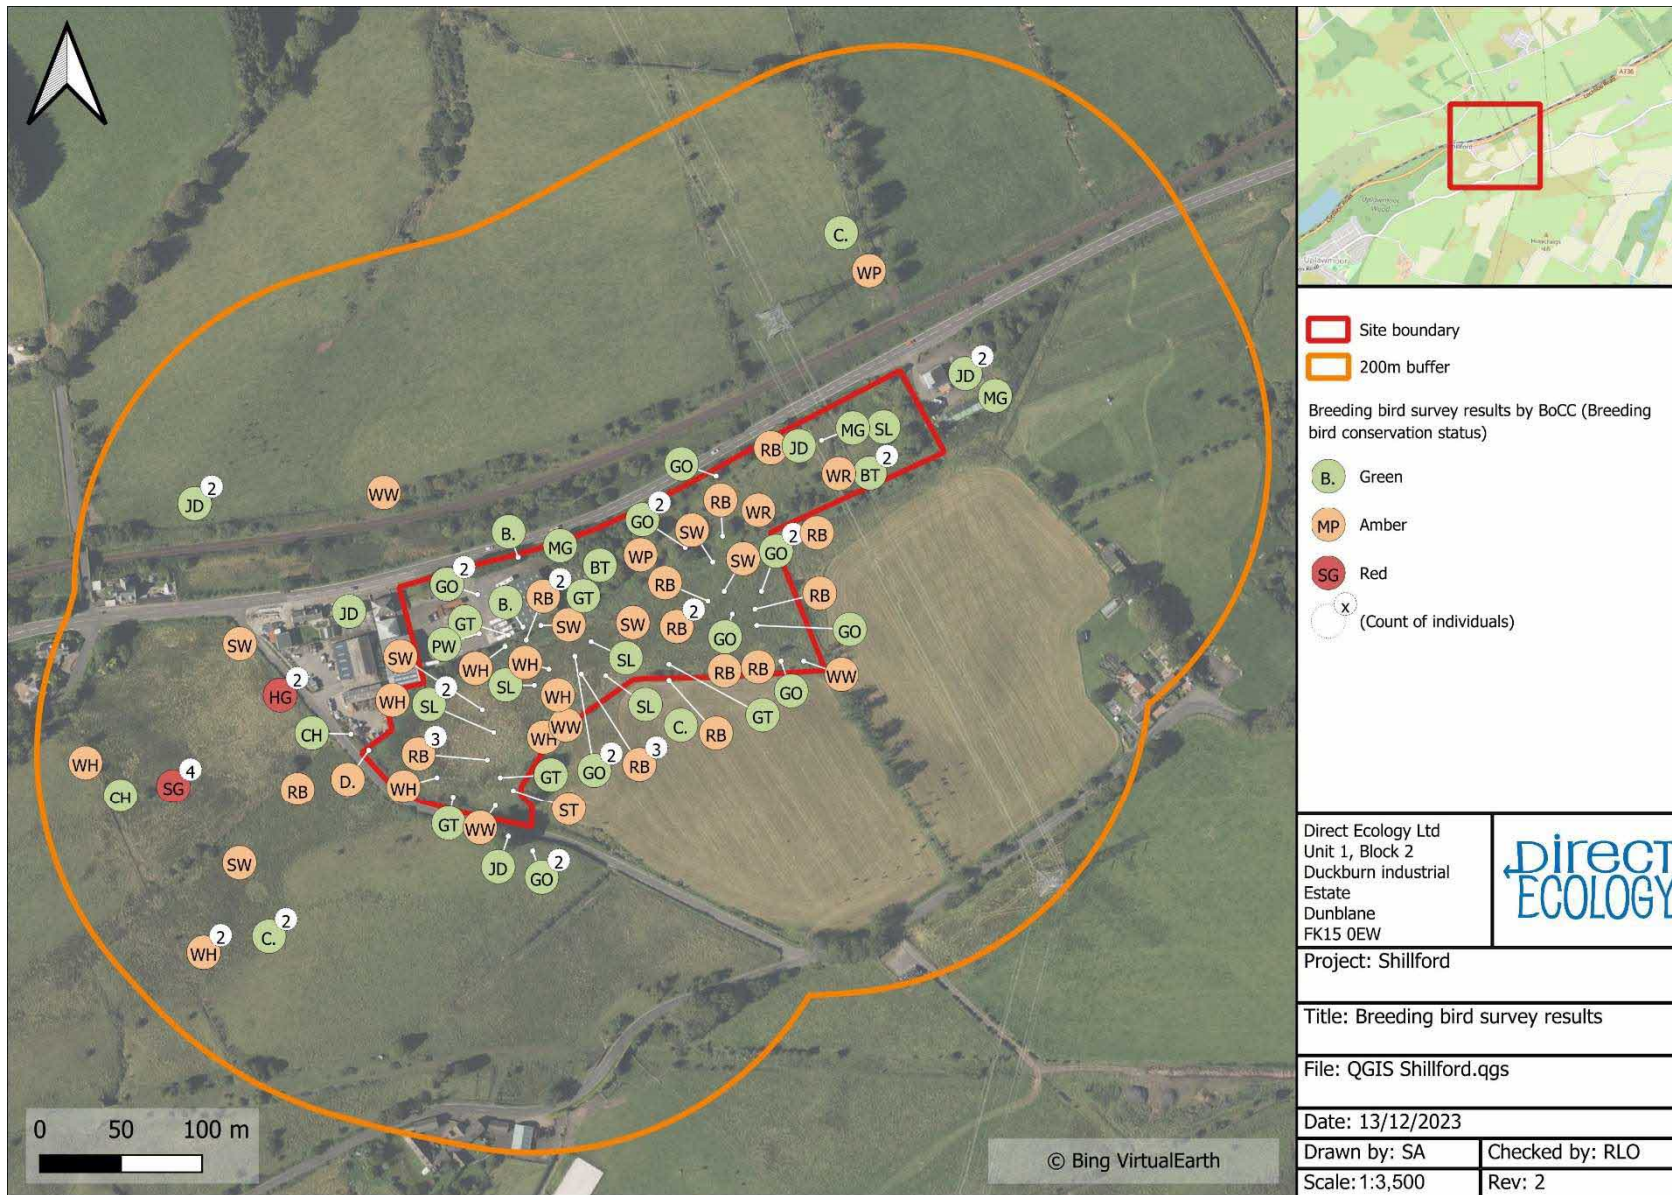 C.
WP
JD
2
MG
MG
SL
RB
JD
WR
BT
2
GO
JD
2
WW
GO
2
RB
WR
SW
B.
MG
WP
SW
GO
2
RB
BT
GO
2
RB
2
GT
RB
RB
B.
JD
GT
SW
SW
RB
2
GO
GO
SW
PW
SW
WH
WH
SL
RB
RB
WW
HG
2
WH
SL
2
SL
WH
SL
GO
CH
WH
WW
C.
RB
GT
WH
RB
3
GO
2
RB
3
CH
SG
4
RB
D.
WH
GT
ST
GT
WW
SW
JD
GO
2
WH
2
C.
2
0 50 100 m
© Bing VirtualEarth
A736
Uplawmoor
Wood
Uplawmoor
Site boundary
200m buffer
Breeding bird survey results by BoCC (Breeding
bird conservation status)
B. Green
MP Amber
SG Red
x (Count of individuals)
Direct Ecology Ltd
Unit 1, Block 2
Duckburn industrial
Estate
Dunblane
FK15 0EW
Direct
ECOLOGY
Project: Shillford
Title: Breeding bird survey results
File: QGIS Shillford.qgs
Date: 13/12/2023
Drawn by: SA
Checked by: RLO
Scale:1:3,500
Rev: 2